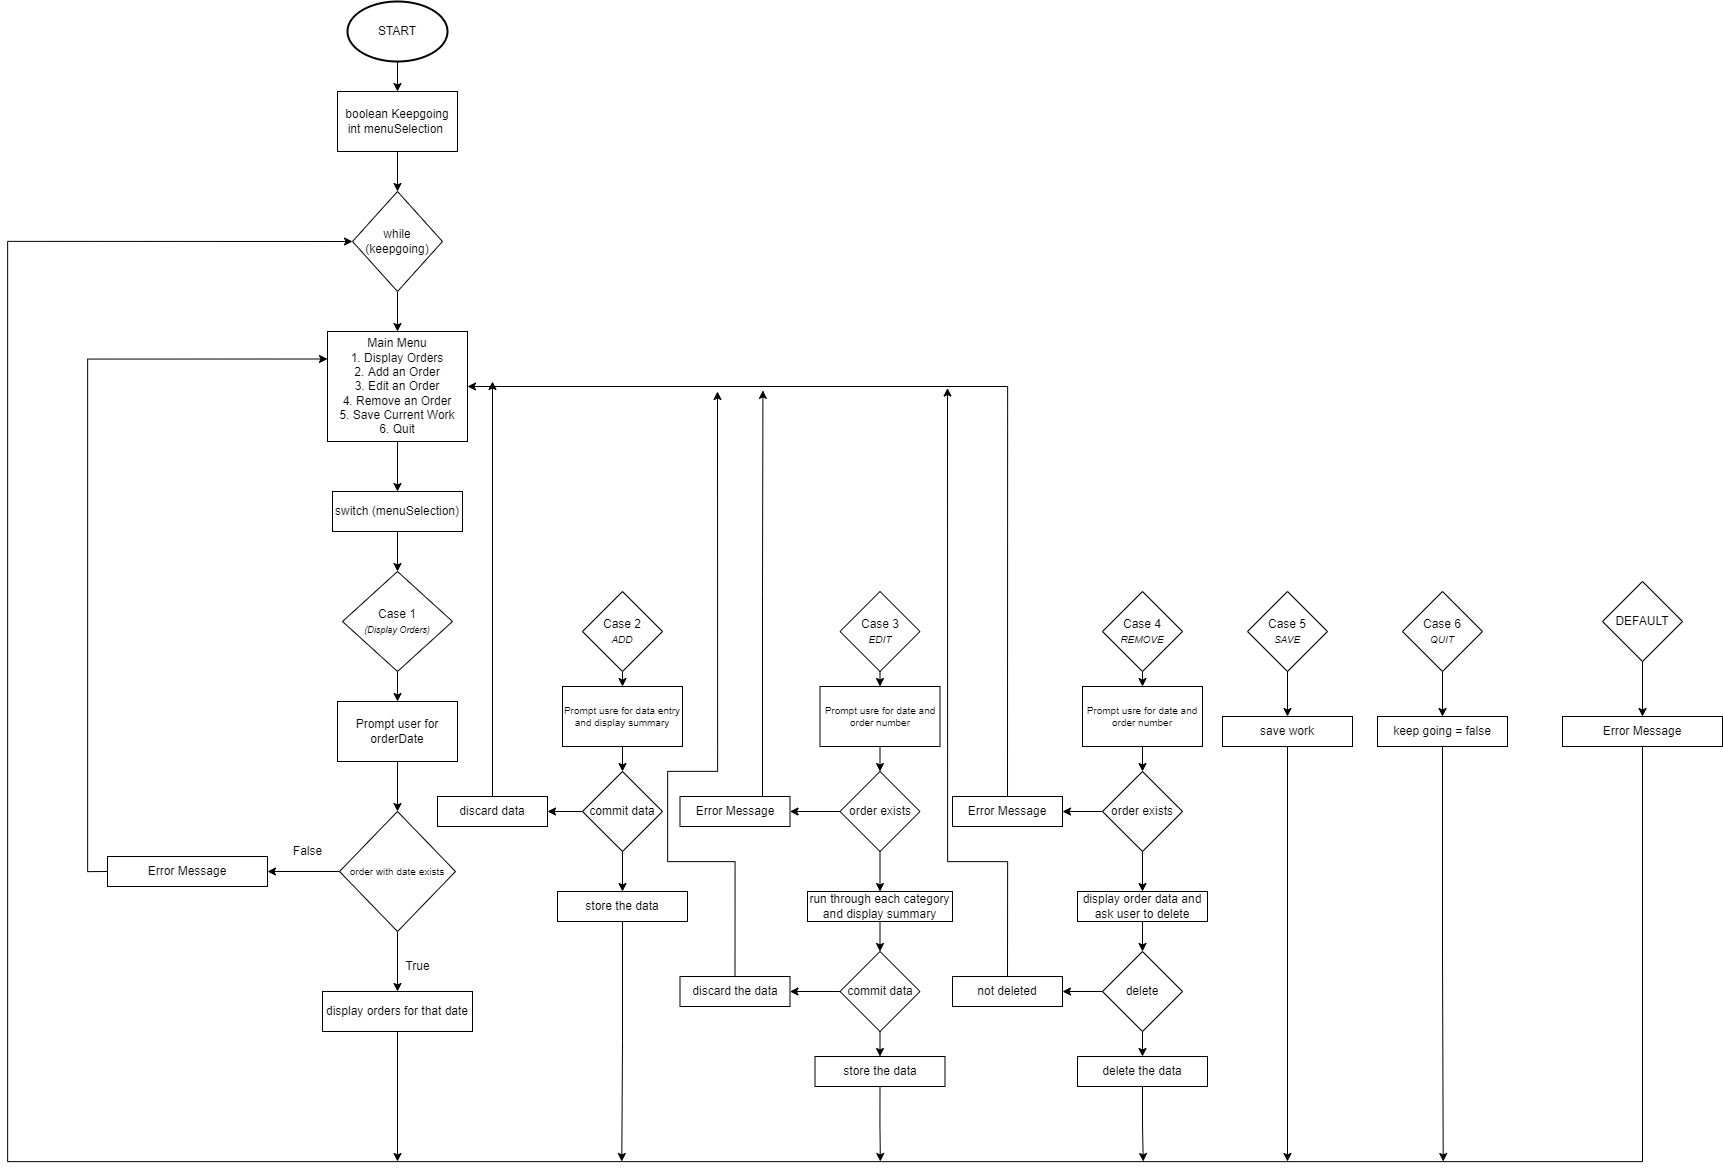 START
boolean Keepgoing
int menuSelection
while
(keepgoing)
Main Menu
1. Display Orders
2. Add an Order
3. Edit an Order
4. Remove an Order
5. Save Current Work
6. Quit
switch (menuSelection)
Case 1
(Display Orders)
Prompt user for
orderDate
order with date exists
False
Error Message
True
display orders for that date
Case 2
ADD
Prompt usre for data entry
and display summary
commit data
discard data
store the data
Case 3
EDIT
Prompt usre for date and
order number
order exists
Error Message
run through each category
and display summary
commit data
discard the data
store the data
Case 4
REMOVE
Prompt usre for date and
order number
order exists
Error Message
display order data and
ask user to delete
delete
not deleted
delete the data
Case 5
SAVE
save work
Case 6
QUIT
keep going = false
DEFAULT
Error Message